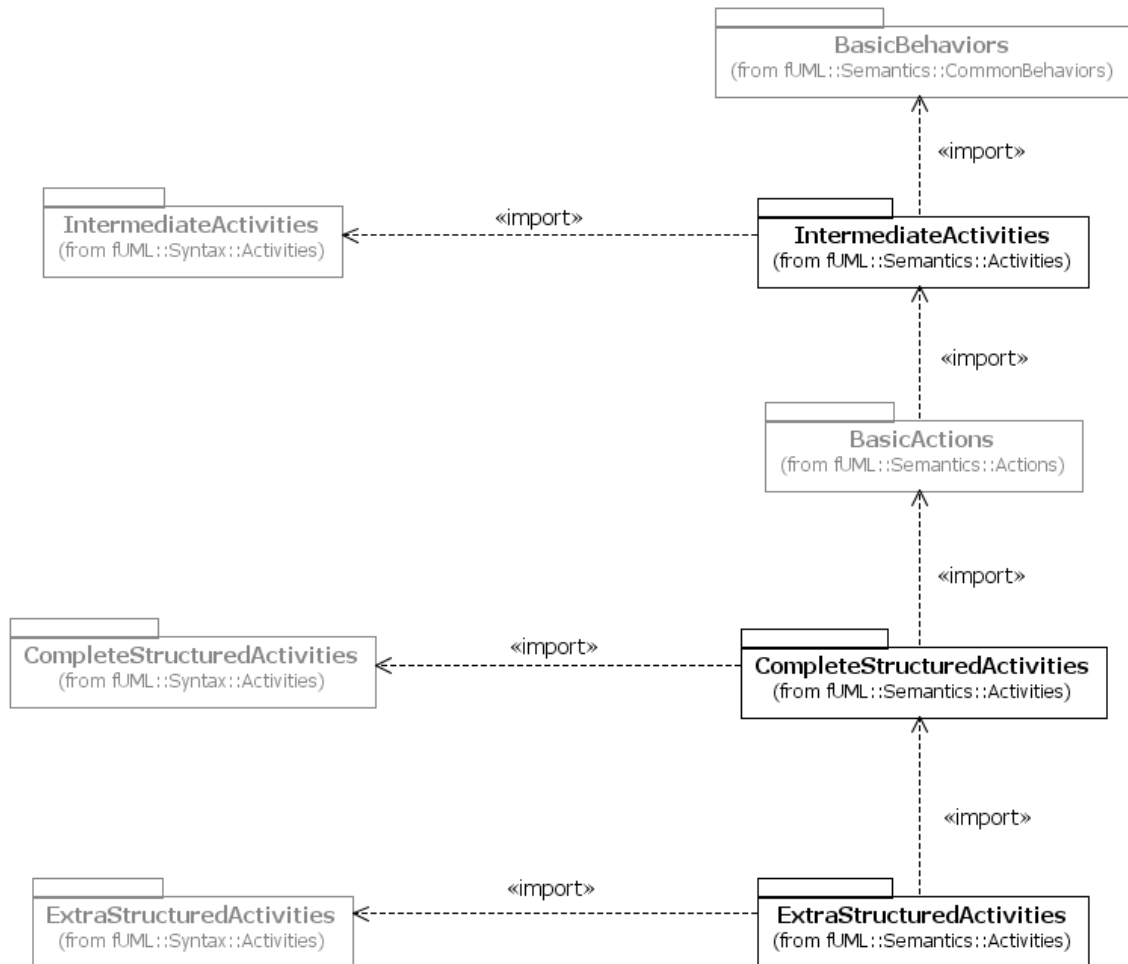 BasicBehaviors
(from fUML::Semantics::CommonBehaviors)
«import»
IntermediateActivities
(from fUML::Syntax::Activities)
«import»
IntermediateActivities
(from fUML::Semantics::Activities)
«import»
BasicActions
(from fUML::Semantics::Actions)
«import»
CompleteStructuredActivities
(from fUML::Syntax::Activities)
«import»
CompleteStructuredActivities
(from fUML::Semantics::Activities)
«import»
ExtraStructuredActivities
(from fUML::Syntax::Activities)
«import»
ExtraStructuredActivities
(from fUML::Semantics::Activities)